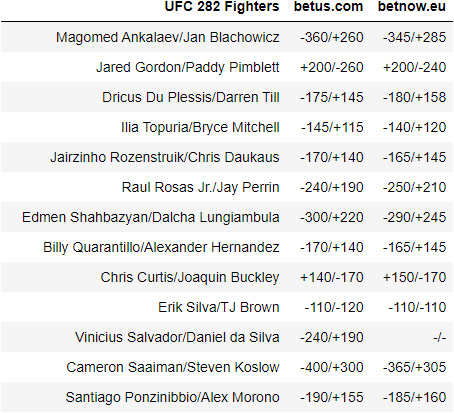 UFC 282 Fighters betus.com betnow.eu
Magomed Ankalaev/Jan Blachowicz -360/+260 -345/+285
Jared Gordon/Paddy Pimblett +200/-260 +200/-240
Dricus Du Plessis/Darren Till -175/+145 -180/+158
Ilia Topuria/Bryce Mitchell -145/+115 -140/+120
Jairzinho Rozenstruik/Chris Daukaus -170/+140 -165/+145
Raul Rosas Jr./Jay Perrin -240/+190 -250/+210
Edmen Shahbazyan/Dalcha Lungiambula -300/+220 -290/+245
Billy Quarantillo/Alexander Hernandez -170/+140 -165/+145
Chris Curtis/Joaquin Buckley +140/-170 +150/-170
Erik Silva/TJ Brown -110/-120 -110/-110
Vinicius Salvador/Daniel da Silva -240/+190 -/-
Cameron Saaiman/Steven Koslow -400/+300 -365/+305
Santiago Ponzinibbio/Alex Morono -190/+155 -185/+160